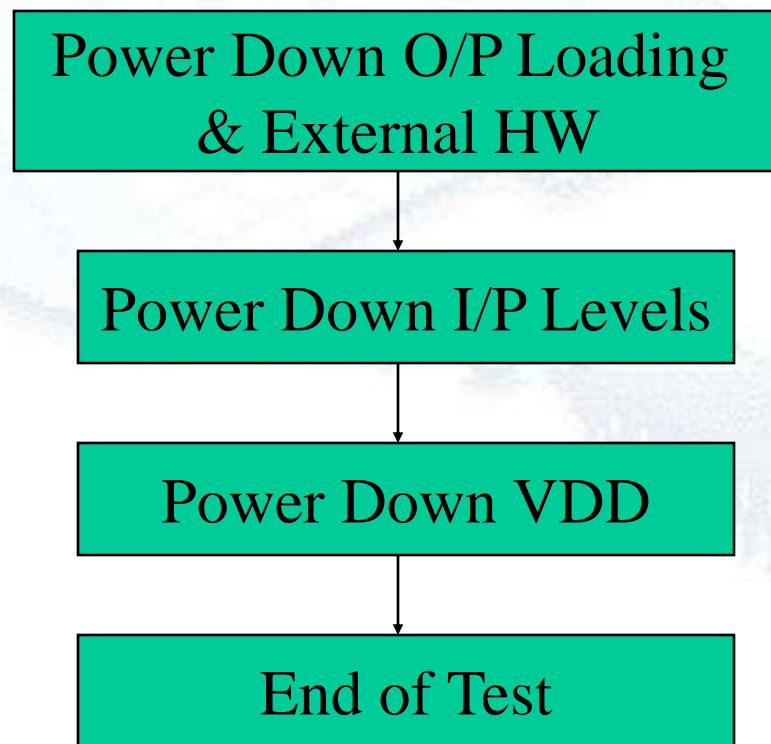 Power Down O/P Loading
& External HW
Power Down I/P Levels
Power Down VDD
End of Test